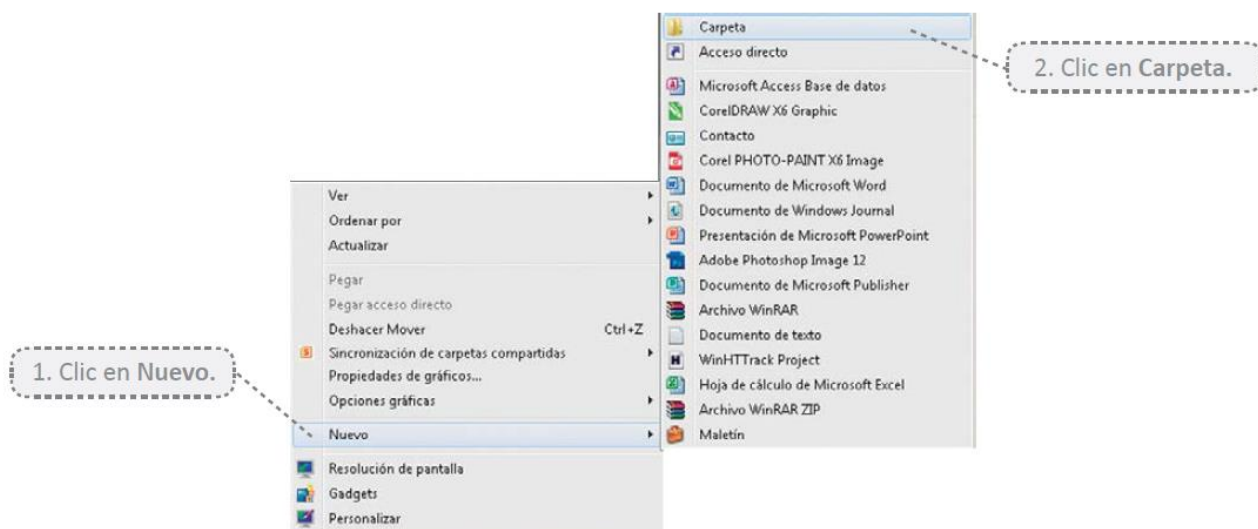 Carpeta
Acceso directo
2. Clic en Carpeta.
Microsoft Access Base de datos
CorelDRAW X6 Graphic
Contacto
Corel PHOTO-PAINT X6 Image
Documento de Microsoft Word
Documento de Windows Journal
Presentación de Microsoft PowerPoint
Adobe Photoshop Image 12
Documento de Microsoft Publisher
Archivo WinRAR
Documento de texto
WinHTTrack Project
Hoja de cálculo de Microsoft Excel
Archivo WinRAR ZIP
Maletín
Ver
Ordenar por
Actualizar
Pegar
Pegar acceso directo
Deshacer Mover Ctrl+Z
Sincronización de carpetas compartidas
Propiedades de gráficos...
Opciones gráficas
1. Clic en Nuevo.
Nuevo
Resolución de pantalla
Gadgets
Personalizar